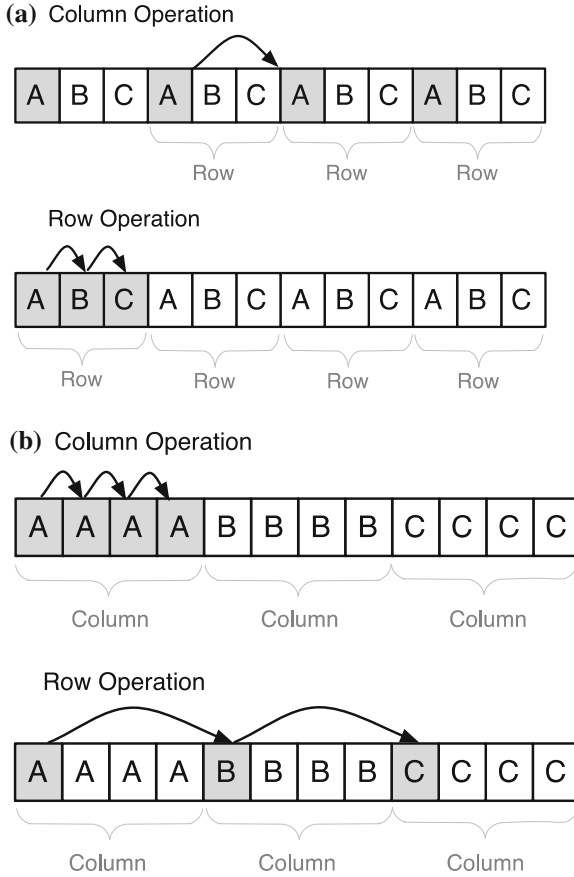 (a) Column Operation
A B C A B C A B C A B C
Row Row Row
Row Operation
A B C A B C A B C A B C
Row Row Row Row
(b) Column Operation
A A A A B B B B C C C C
Column Column Column
Row Operation
A A A A B B B B C C C C
Column Column Column